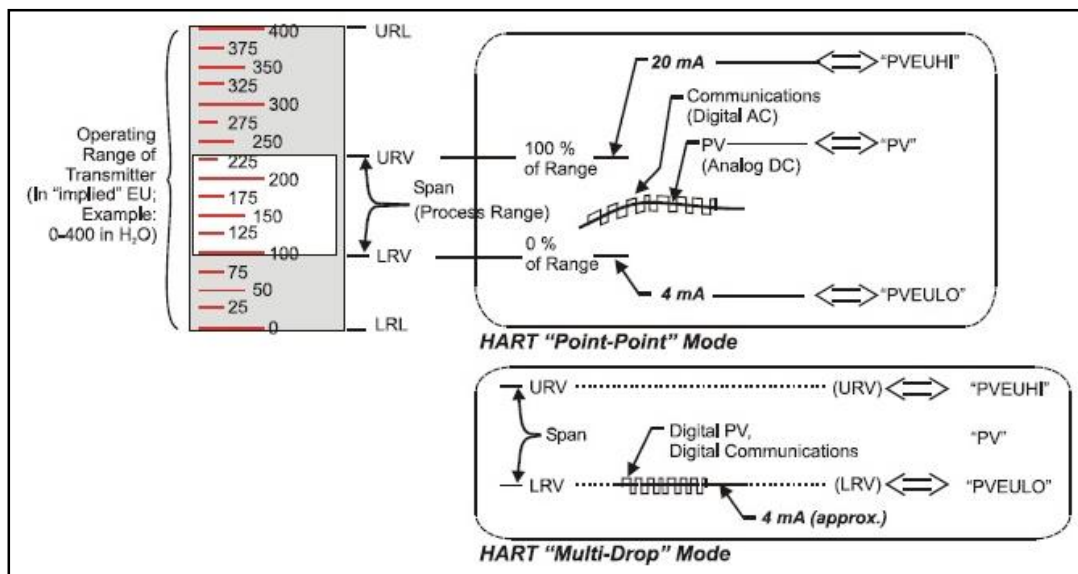 400
375
350
325
300
275
250
225
200
175
150
125
100
75
50
25
0
Operating
Range of
Transmitter
(In “implied” EU;
Example:
0–400 in H₂O)
URL
URV
LRV
LRL
Span
(Process Range)
100 %
of Range
0 %
of Range
20 mA
“PVEUHI”
Communications
(Digital AC)
PV
(Analog DC)
“PV”
4 mA
“PVEULO”
HART “Point-Point” Mode
URV
(URV)
“PVEUHI”
Span
Digital PV,
Digital Communications
“PV”
LRV
(LRV)
“PVEULO”
4 mA (approx.)
HART “Multi-Drop” Mode